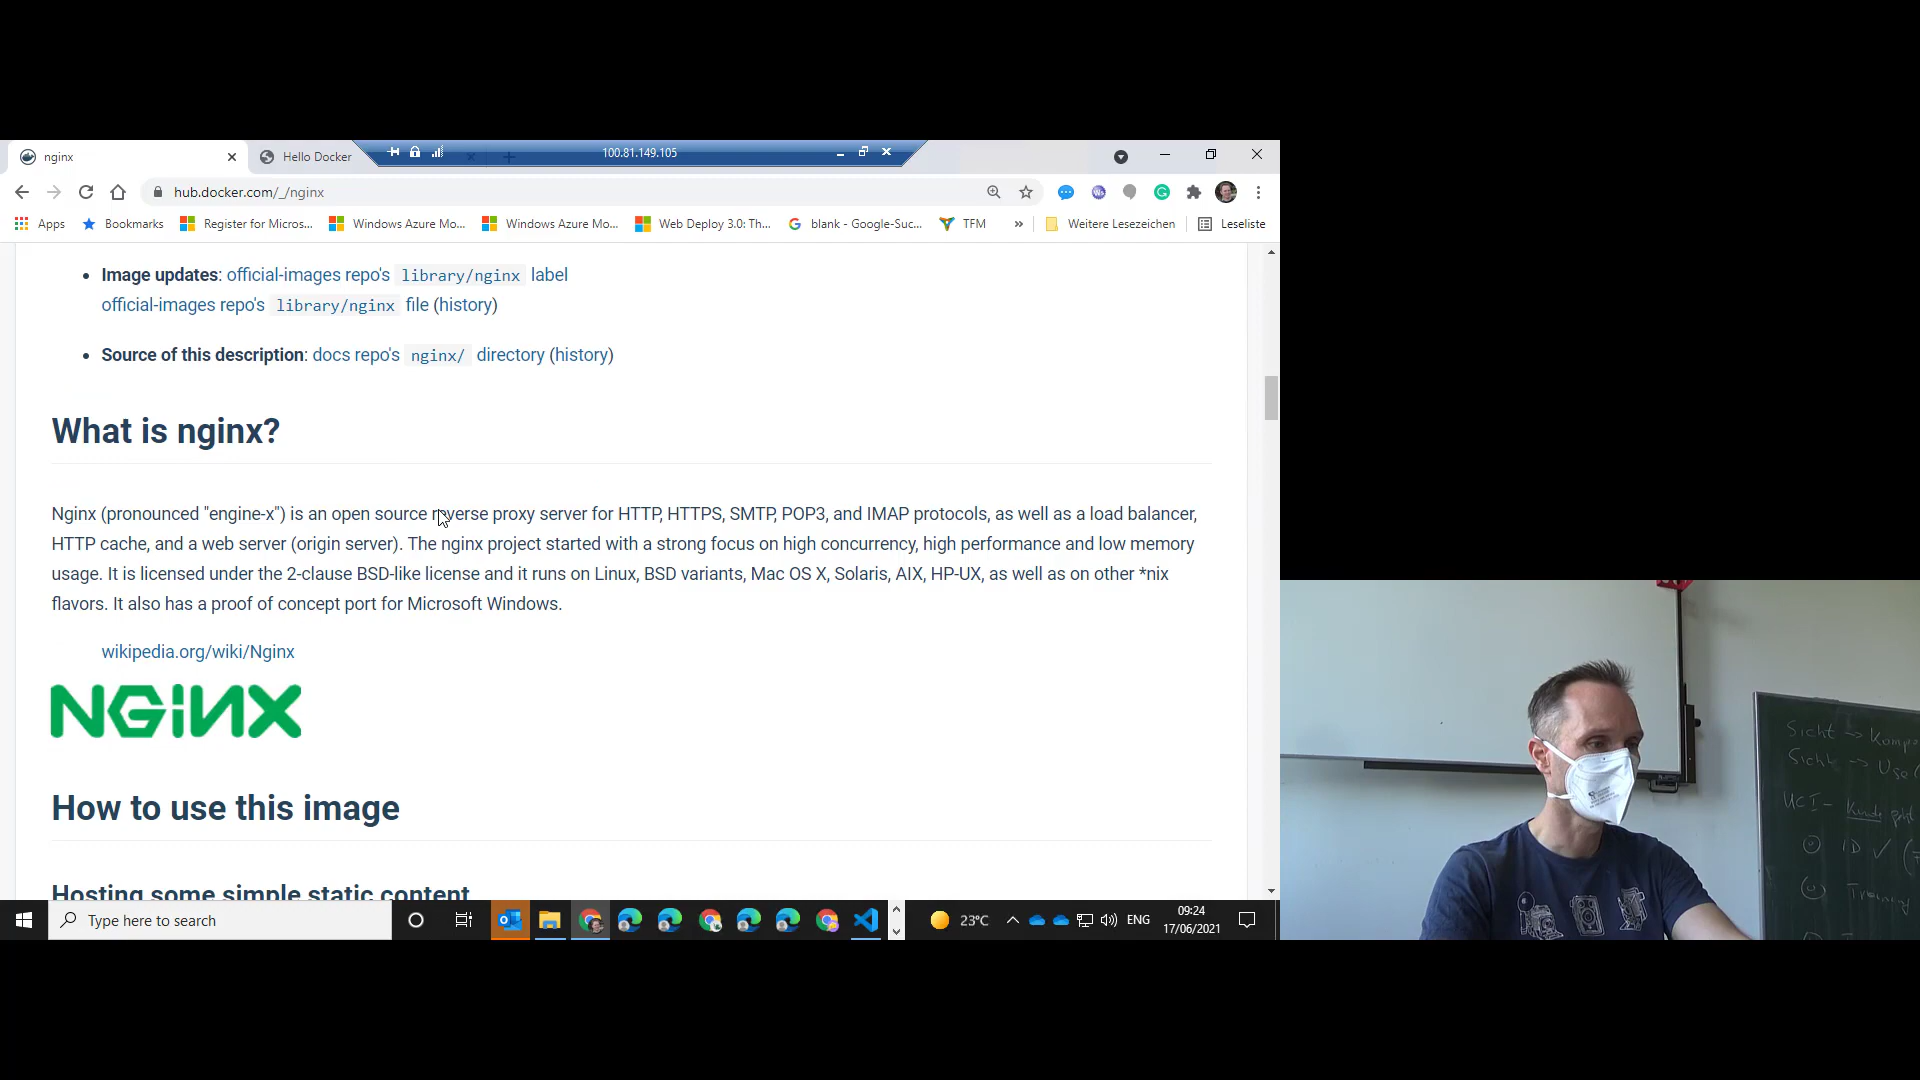 nginx
Hello Docker
100.81.149.105
hub.docker.com/_/nginx
Apps
Bookmarks
Register for Micros...
Windows Azure Mo...
Windows Azure Mo...
Web Deploy 3.0: Th...
blank - Google-Suc...
TFM
»
Weitere Lesezeichen
Leseliste
• Image updates: official-images repo's library/nginx label
official-images repo's library/nginx file (history)
• Source of this description: docs repo's nginx/ directory (history)
What is nginx?
Nginx (pronounced "engine-x") is an open source reverse proxy server for HTTP, HTTPS, SMTP, POP3, and IMAP protocols, as well as a load balancer,
HTTP cache, and a web server (origin server). The nginx project started with a strong focus on high concurrency, high performance and low memory
usage. It is licensed under the 2-clause BSD-like license and it runs on Linux, BSD variants, Mac OS X, Solaris, AIX, HP-UX, as well as on other *nix
flavors. It also has a proof of concept port for Microsoft Windows.
wikipedia.org/wiki/Nginx
NGiNX
How to use this image
Hosting some simple static content
Type here to search
23°C
ENG
09:24
17/06/2021
Sicht -> Kompo
Sicht -> Use
UC1- Kunde geht
ID ✓
Training